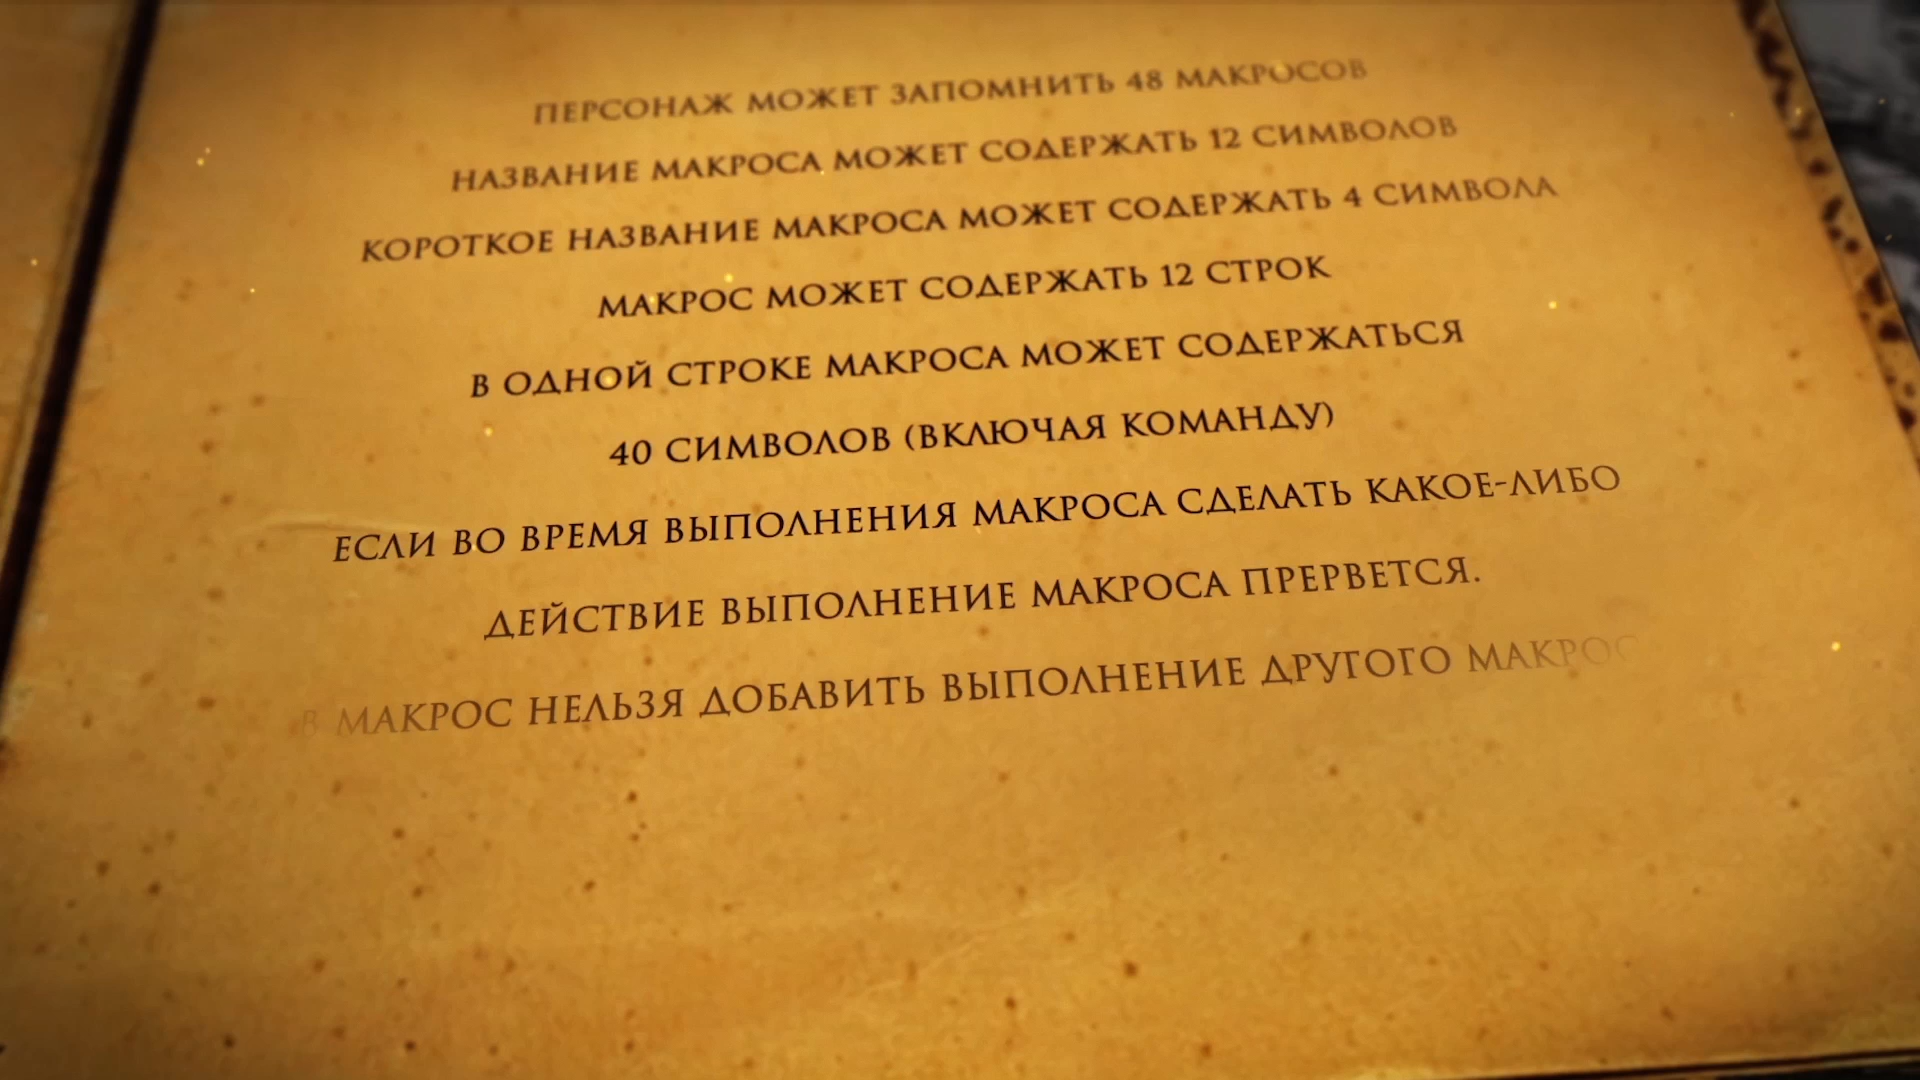 ПЕРСОНАЖ МОЖЕТ ЗАПОМНИТЬ 48 МАКРОСОВ
НАЗВАНИЕ МАКРОСА МОЖЕТ СОДЕРЖАТЬ 12 СИМВОЛОВ
КОРОТКОЕ НАЗВАНИЕ МАКРОСА МОЖЕТ СОДЕРЖАТЬ 4 СИМВОЛА
МАКРОС МОЖЕТ СОДЕРЖАТЬ 12 СТРОК
В ОДНОЙ СТРОКЕ МАКРОСА МОЖЕТ СОДЕРЖАТЬСЯ
40 СИМВОЛОВ (ВКЛЮЧАЯ КОМАНДУ)
ЕСЛИ ВО ВРЕМЯ ВЫПОЛНЕНИЯ МАКРОСА СДЕЛАТЬ КАКОЕ-ЛИБО
ДЕЙСТВИЕ ВЫПОЛНЕНИЕ МАКРОСА ПРЕРВЕТСЯ.
В МАКРОС НЕЛЬЗЯ ДОБАВИТЬ ВЫПОЛНЕНИЕ ДРУГОГО